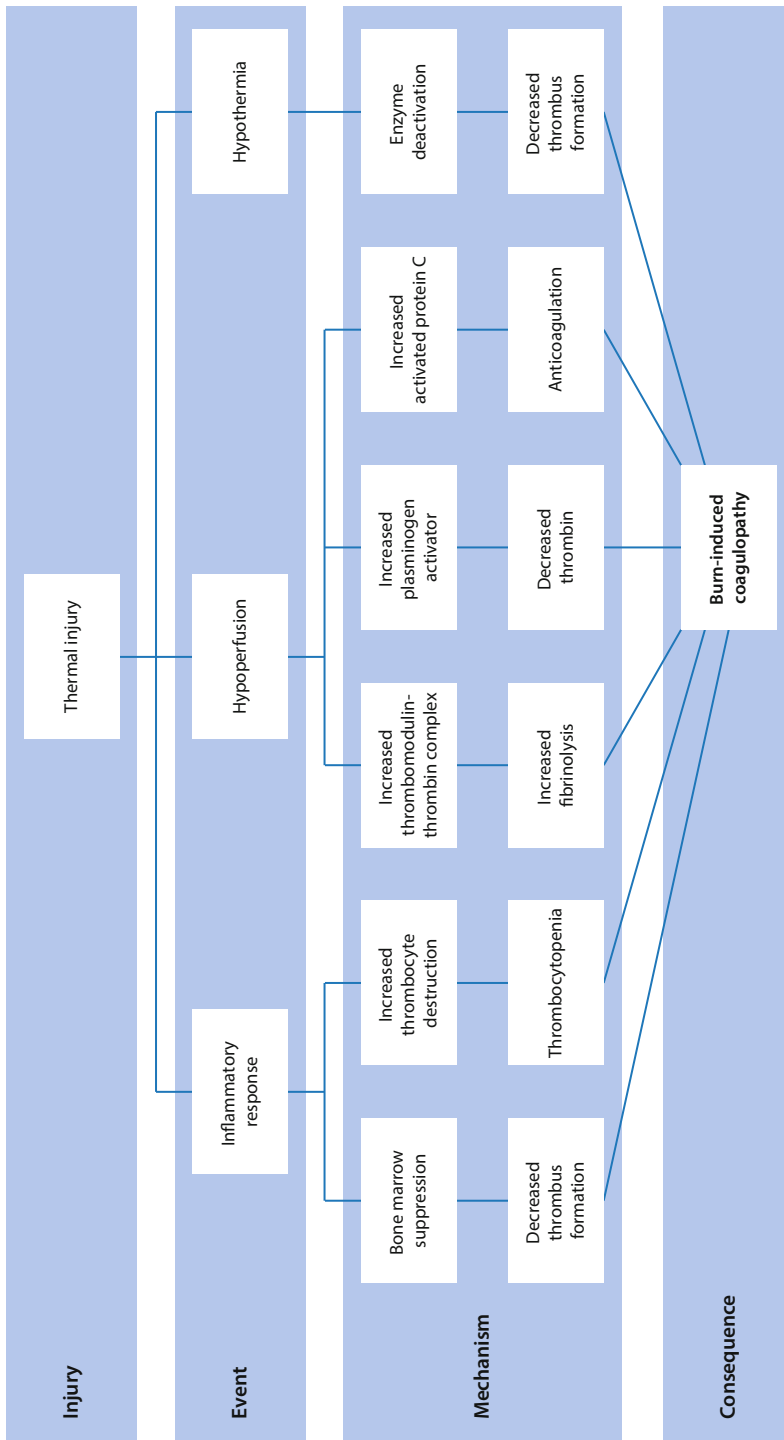 Injury
Thermal injury
Event
Inflammatory
response
Hypoperfusion
Hypothermia
Mechanism
Bone marrow
suppression
Increased
thrombocyte
destruction
Increased
thrombomodulin-
thrombin complex
Increased
plasminogen
activator
Increased
activated protein C
Enzyme
deactivation
Decreased
thrombus
formation
Thrombocytopenia
Increased
fibrinolysis
Decreased
thrombin
Anticoagulation
Decreased
thrombus
formation
Consequence
Burn-induced
coagulopathy